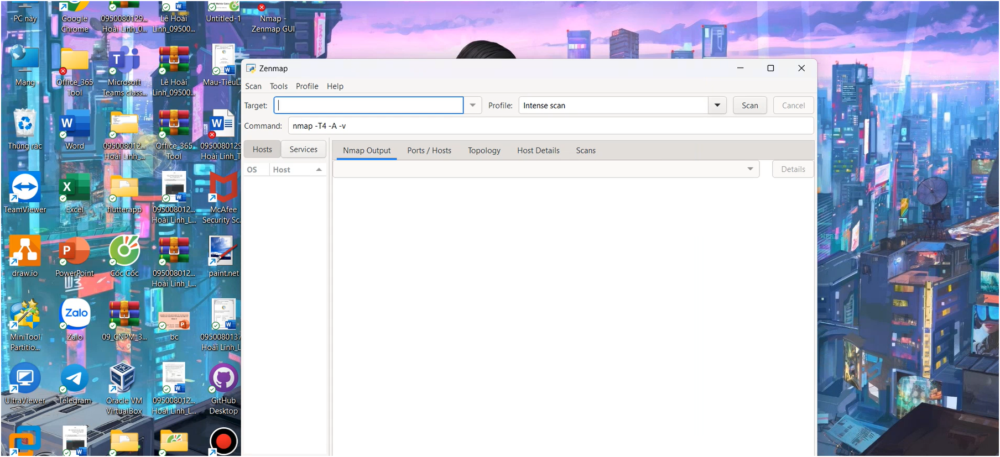 PC này
Google
Chrome
0950080129...
Hoài Linh_0...
Lê Hoài
Linh_09500...
Untitled-1
Nmap -
Zenmap GUI
Mạng
Office_365
Tool
Microsoft
Teams class...
Lê Hoài
Linh_09500...
Mau-TieuL
Thùng rác
Word
095008012...
Hoài Linh_...
Office_365
Tool
0950080129
Hoài Linh_T
TeamViewer
Excel
flutterapp
095008012...
Hoài Linh_L...
McAfee
Security Sc.
draw.io
PowerPoint
Cốc Cốc
095008012...
Hoài Linh_L...
paint.net
MiniTool
Partitio...
Zalo
Zalo
09_CNPM_3...
bc
0950080137
Hoài Linh_L
UltraViewer
Telegram
Oracle VM
VirtualBox
095008012...
Hoài Linh_L...
GitHub
Desktop
Zenmap
Scan Tools Profile Help
Target: Profile: Intense scan Scan Cancel
Command: nmap -T4 -A -v
Hosts Services
OS Host
Nmap Output Ports / Hosts Topology Host Details Scans
Details